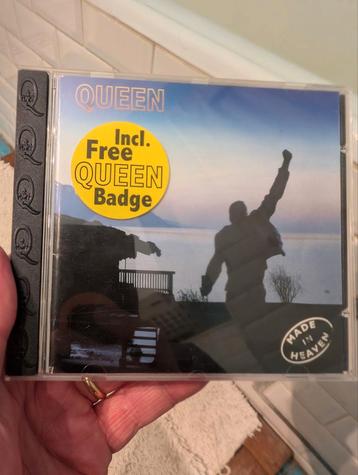 QUEEN
Incl.
Free
QUEEN
Badge
MADE
IN
HEAVEN
Q
Q
Q
Q
Q